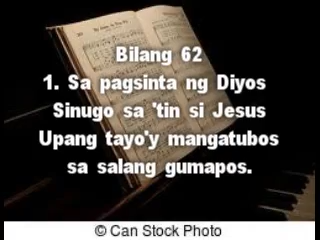 Bilang 62
1. Sa pagsinta ng Diyos
Sinugo sa 'tin si Jesus
Upang tayo'y mangatubos
sa salang gumapos.
© Can Stock Photo